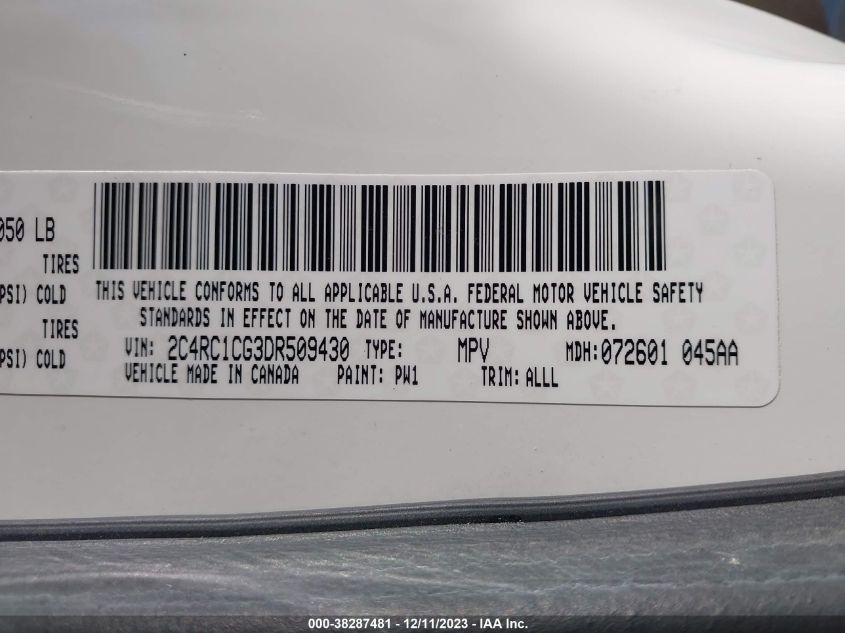 050 LB
TIRES
PSI) COLD
TIRES
PSI) COLD
THIS VEHICLE CONFORMS TO ALL APPLICABLE U.S.A. FEDERAL MOTOR VEHICLE SAFETY
STANDARDS IN EFFECT ON THE DATE OF MANUFACTURE SHOWN ABOVE.
VIN: 2C4RC1CG3DR509430 TYPE: MPV MDH:072601 045AA
VEHICLE MADE IN CANADA PAINT: PW1 TRIM: ALLL
000-38287481 - 12/11/2023 - IAA Inc.